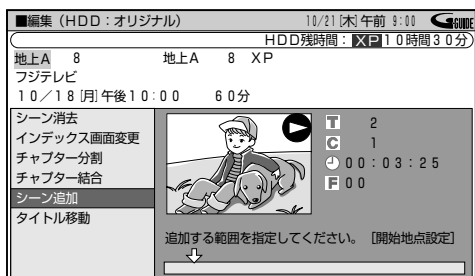 ■編集（HDD：オリジナル） 10/21[木]午前 9:00 G-GUIDE
HDD残時間： XP 10時間30分
地上A 8 地上A 8 XP
フジテレビ
10／18[月]午後10：00 60分
シーン消去
インデックス画面変更
チャプター分割
チャプター結合
シーン追加
タイトル移動
T 2
C 1
00：03：25
F 00
追加する範囲を指定してください。［開始地点設定］